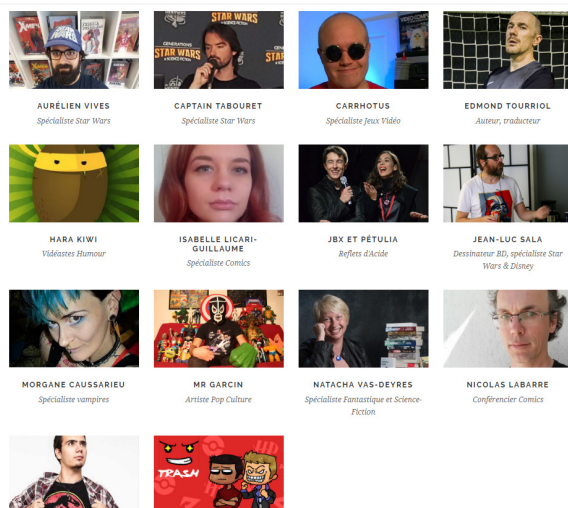 STAR WARS
AURÉLIEN VIVES
Spécialiste Star Wars
CAPTAIN TABOURET
Spécialiste Star Wars
CARRHOTUS
Spécialiste Jeux Vidéo
EDMOND TOURRIOL
Auteur, traducteur
HARA KIWI
Vidéastes Humour
ISABELLE LICARI-
GUILLAUME
Spécialiste Comics
JBX ET PÉTULIA
Reflets d'Acide
JEAN-LUC SALA
Dessinateur BD, spécialiste Star
Wars & Disney
MORGANE CAUSSARIEU
Spécialiste vampires
MR GARCIN
Artiste Pop Culture
NATACHA VAS-DEYRES
Spécialiste Fantastique et Science-
Fiction
NICOLAS LABARRE
Conférencier Comics
TRASH